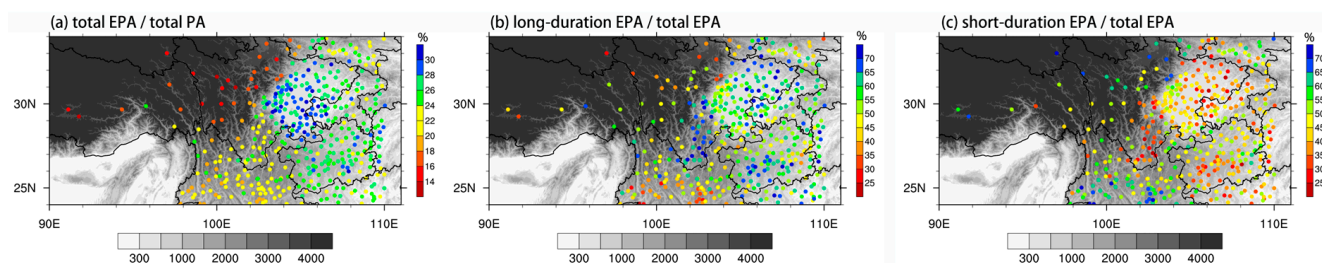 (a) total EPA / total PA
(b) long-duration EPA / total EPA
(c) short-duration EPA / total EPA
%
30
28
26
24
22
20
18
16
14
30N
25N
90E 100E 110E
300 1000 2000 3000 4000
%
70
65
60
55
50
45
40
35
30
25
30N
25N
90E 100E 110E
300 1000 2000 3000 4000
%
70
65
60
55
50
45
40
35
30
25
30N
25N
90E 100E 110E
300 1000 2000 3000 4000